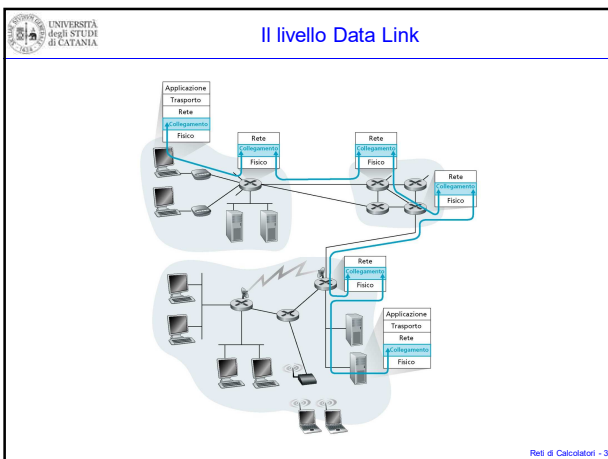 UNIVERSITÀ
degli STUDI
di CATANIA
Il livello Data Link
Applicazione
Trasporto
Rete
Collegamento
Fisico
Rete
Collegamento
Fisico
Rete
Collegamento
Fisico
Rete
Collegamento
Fisico
Rete
Collegamento
Fisico
Applicazione
Trasporto
Rete
Collegamento
Fisico
Reti di Calcolatori - 3